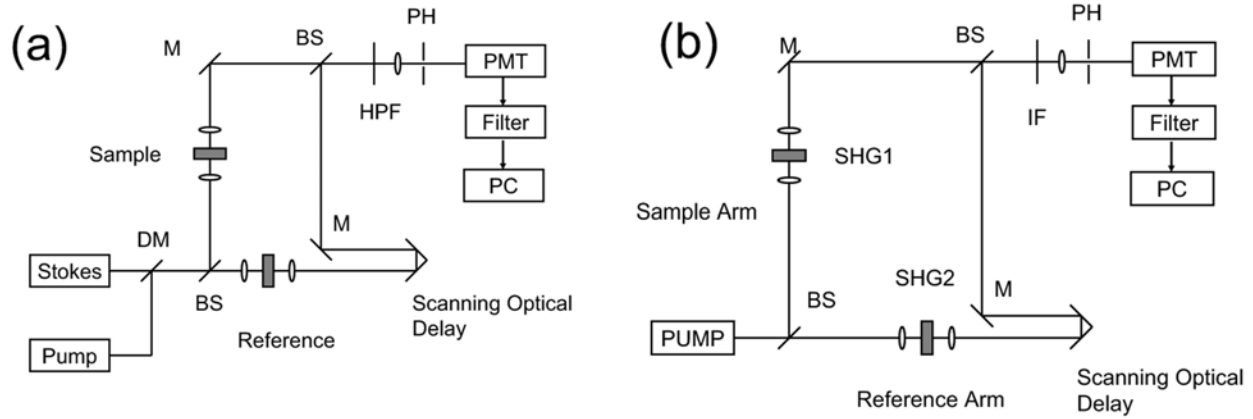 (a)
M
BS
PH
PMT
HPF
Filter
PC
Sample
DM
Stokes
BS
M
Pump
Reference
Scanning Optical
Delay
(b)
M
BS
PH
PMT
IF
Filter
PC
SHG1
Sample Arm
BS
SHG2
M
PUMP
Reference Arm
Scanning Optical
Delay